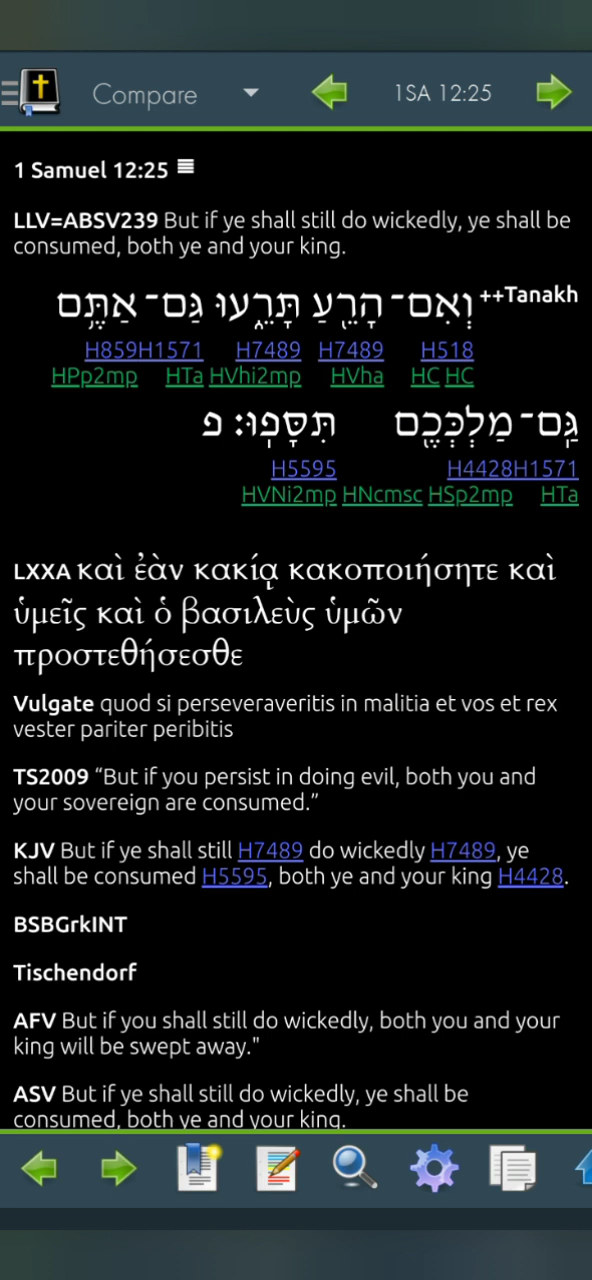 Compare 1SA 12:25
1 Samuel 12:25
LLV=ABSV239 But if ye shall still do wickedly, ye shall be
consumed, both ye and your king.
++Tanakh וְאִם־הָרֵ֖עַ תָּרֵ֑עוּ גַּם־אַתֶּ֥ם
H859H1571 H7489 H7489 H518
HPp2mp HTa HVhi2mp HVha HC HC
גַּֽם־מַלְכְּכֶ֖ם תִּסָּפֽוּ׃ פ
H5595 H4428H1571
HVNi2mp HNcmsc HSp2mp HTa
LXXA καὶ ἐὰν κακίᾳ κακοποιήσητε καὶ
ὑμεῖς καὶ ὁ βασιλεὺς ὑμῶν
προστεθήσεσθε
Vulgate quod si perseveraveritis in malitia et vos et rex
vester pariter peribitis
TS2009 “But if you persist in doing evil, both you and
your sovereign are consumed.”
KJV But if ye shall still H7489 do wickedly H7489, ye
shall be consumed H5595, both ye and your king H4428.
BSBGrkINT
Tischendorf
AFV But if you shall still do wickedly, both you and your
king will be swept away."
ASV But if ye shall still do wickedly, ye shall be
consumed, both ye and your king.